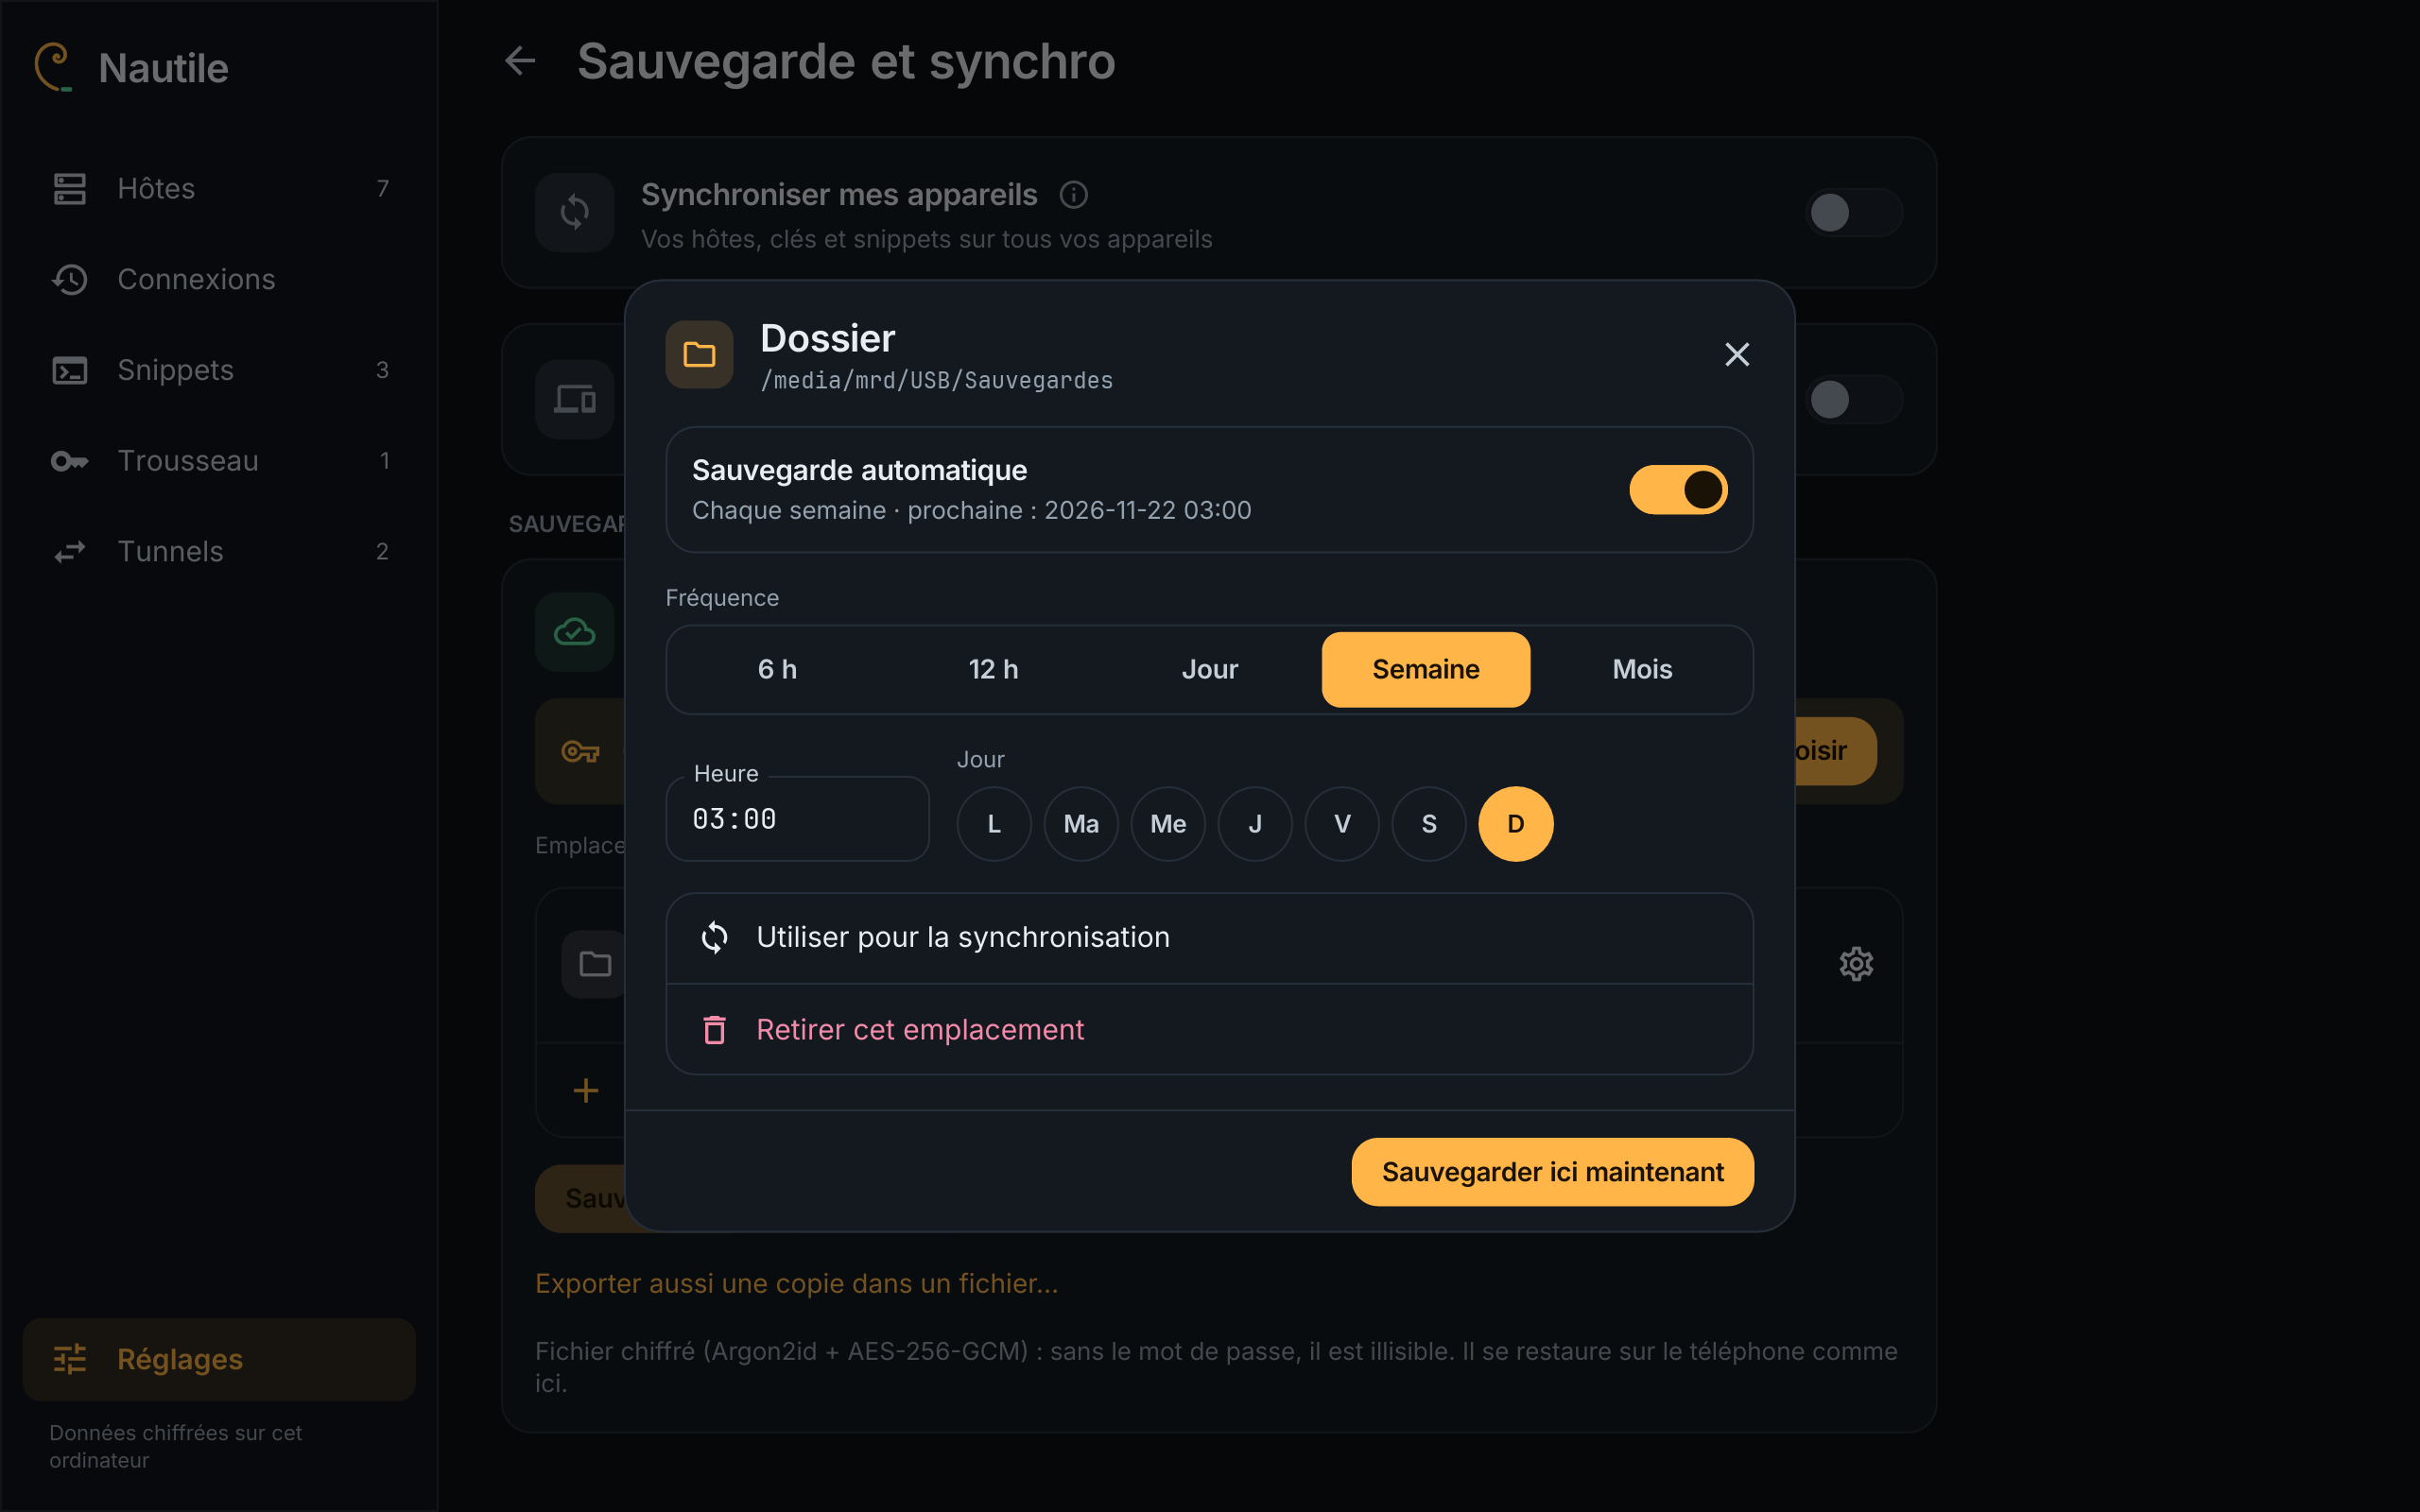 Nautile
Hôtes 7
Connexions
Snippets 3
Trousseau 1
Tunnels 2
Réglages
Données chiffrées sur cet
ordinateur
Sauvegarde et synchro
Synchroniser mes appareils
Vos hôtes, clés et snippets sur tous vos appareils
Dossier
/media/mrd/USB/Sauvegardes
Sauvegarde automatique
Chaque semaine · prochaine : 2026-11-22 03:00
Fréquence
6 h 12 h Jour Semaine Mois
Heure
03:00
Jour
L Ma Me J V S D
Utiliser pour la synchronisation
Retirer cet emplacement
Sauvegarder ici maintenant
SAUVEGAR
oisir
Emplace
Sauv
Exporter aussi une copie dans un fichier…
Fichier chiffré (Argon2id + AES-256-GCM) : sans le mot de passe, il est illisible. Il se restaure sur le téléphone comme
ici.